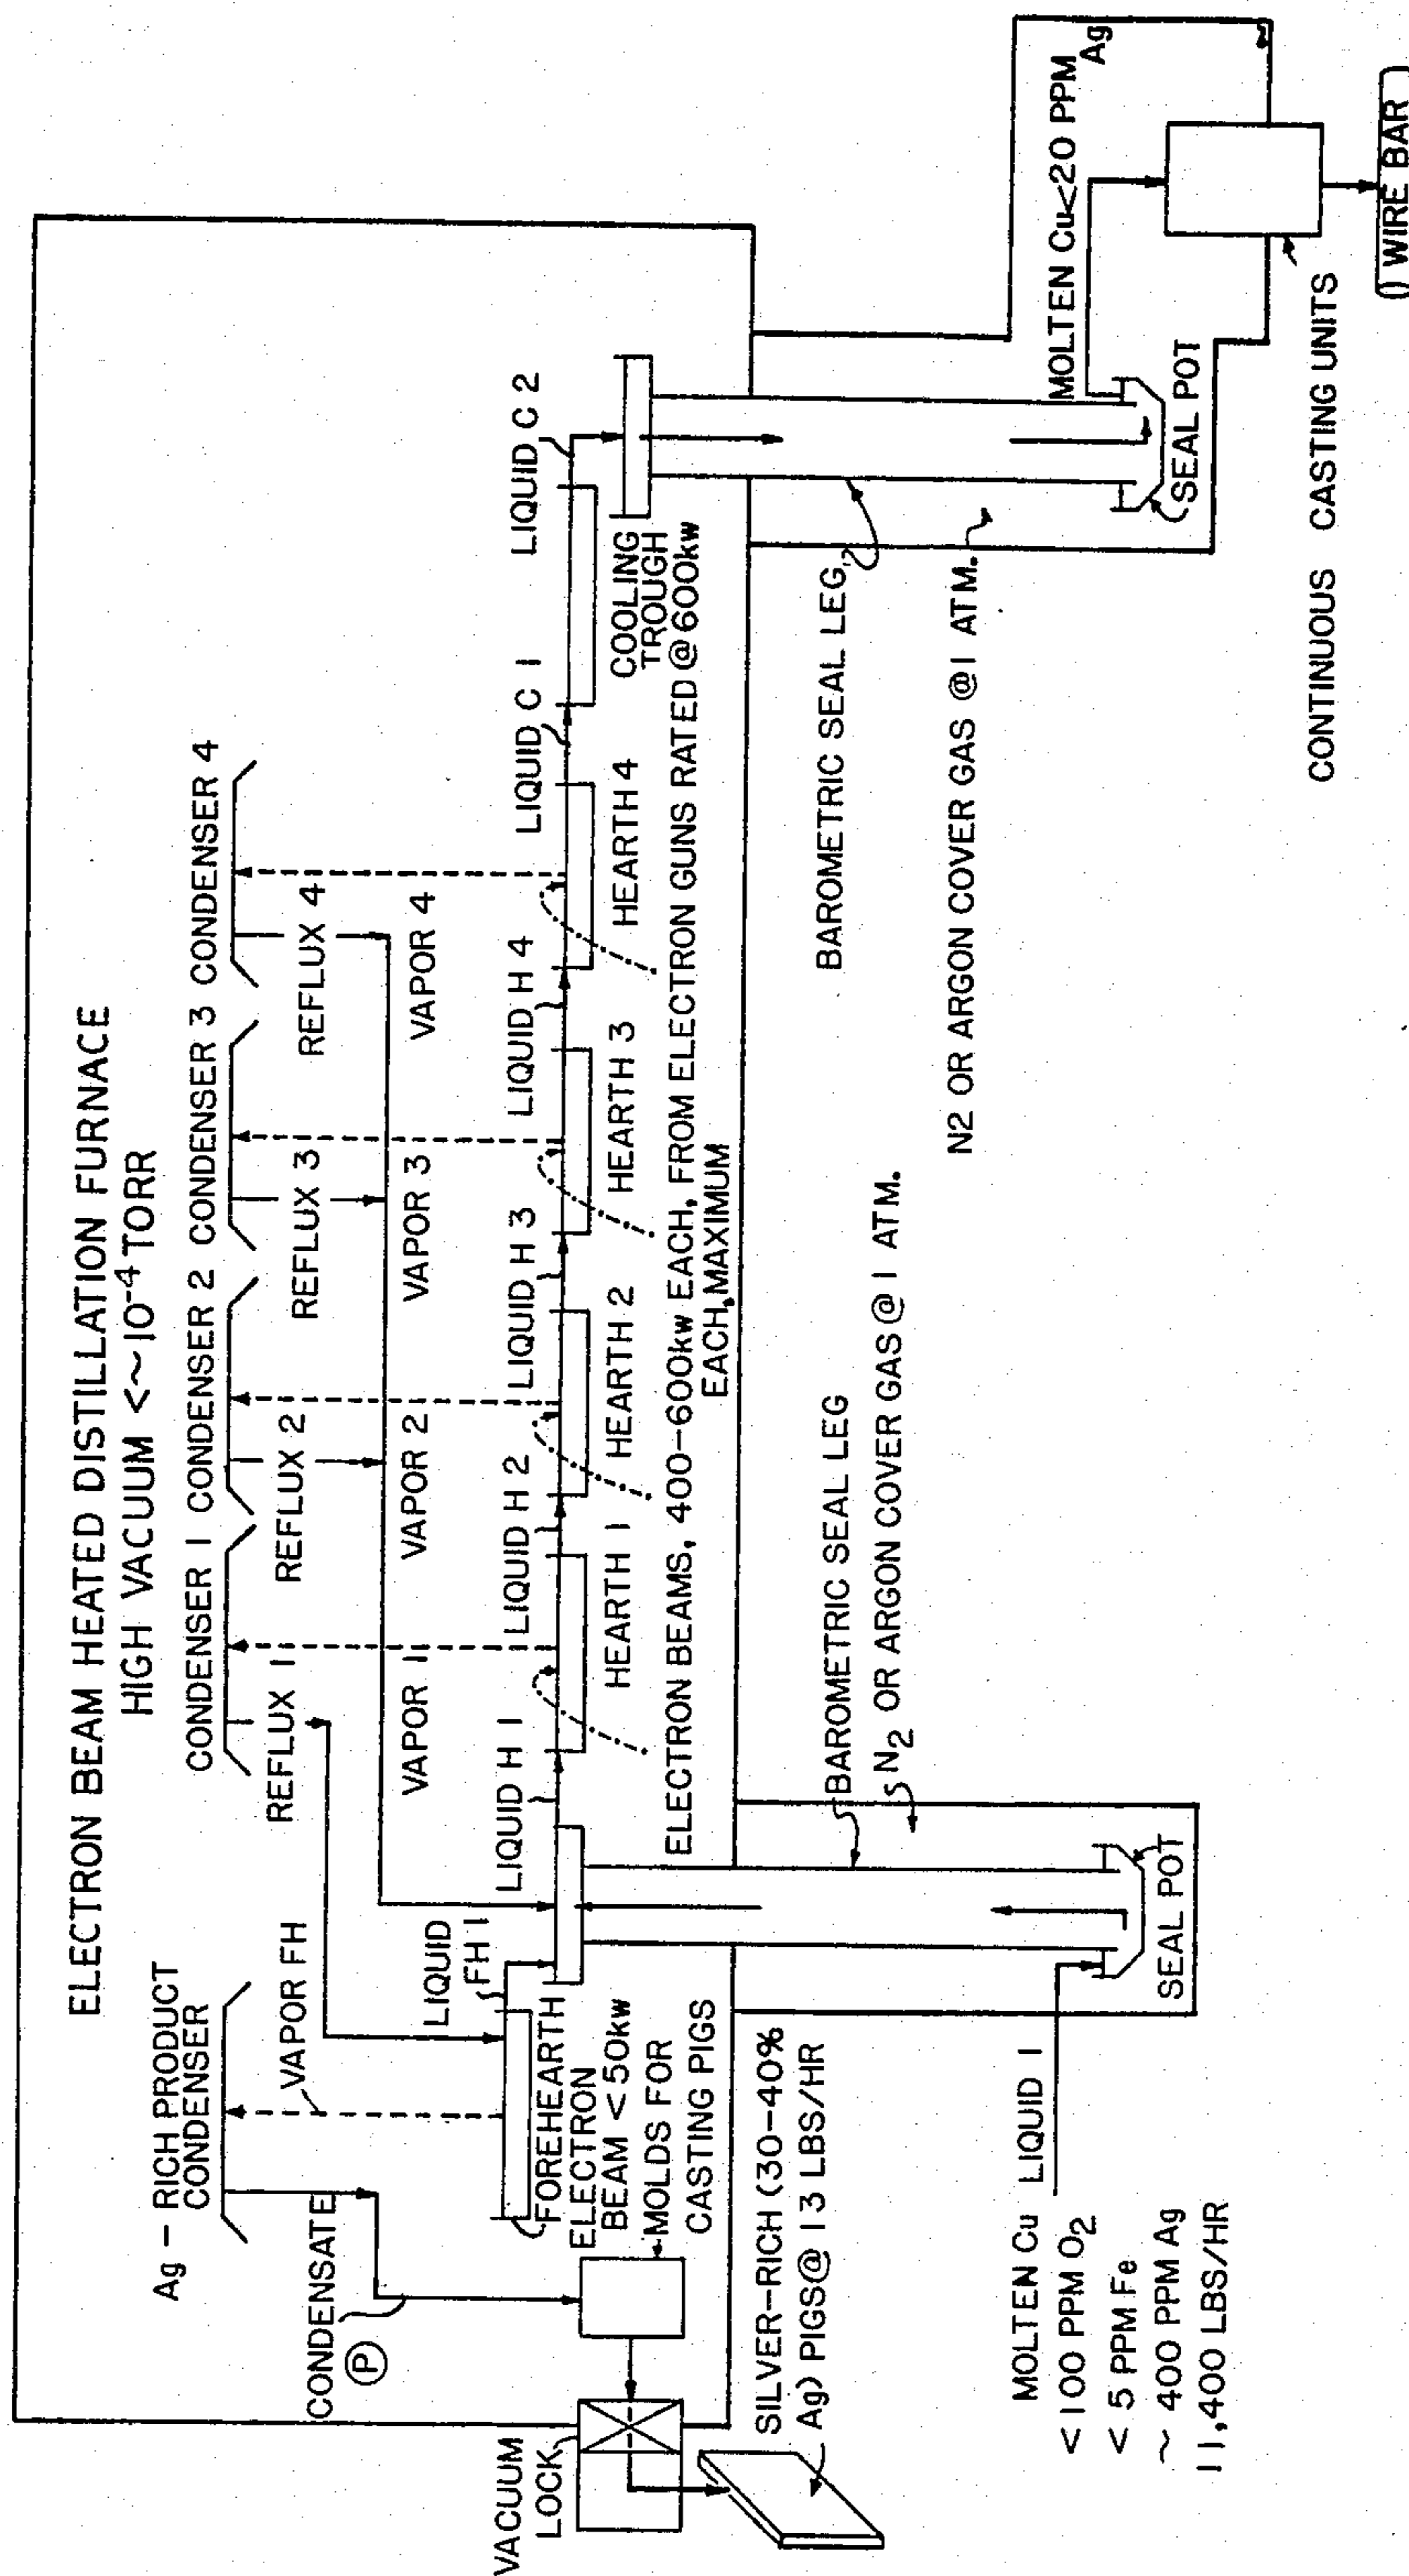 ELECTRON BEAM HEATED DISTILLATION FURNACE
HIGH VACUUM <~10⁻⁴ TORR
Ag - RICH PRODUCT
CONDENSER
CONDENSER 1
CONDENSER 2
CONDENSER 3
CONDENSER 4
VAPOR FH
REFLUX 1
REFLUX 2
REFLUX 3
REFLUX 4
CONDENSATE
P
VAPOR 1
VAPOR 2
VAPOR 3
VAPOR 4
LIQUID
FH 1
LIQUID H 1
LIQUID H 2
LIQUID H 3
LIQUID H 4
LIQUID C 1
LIQUID C 2
FOREHEARTH
ELECTRON
BEAM <50kw
HEARTH 1
HEARTH 2
HEARTH 3
HEARTH 4
COOLING
TROUGH
ELECTRON BEAMS, 400-600kw EACH, FROM ELECTRON GUNS RATED @ 600kw
EACH, MAXIMUM
VACUUM
LOCK
MOLDS FOR
CASTING PIGS
SILVER-RICH (30-40%
Ag) PIGS @ 13 LBS/HR
BAROMETRIC SEAL LEG
N₂ OR ARGON COVER GAS @ 1 ATM.
SEAL POT
MOLTEN Cu LIQUID 1
<100 PPM O₂
< 5 PPM Fe
~ 400 PPM Ag
11,400 LBS/HR
BAROMETRIC SEAL LEG
N2 OR ARGON COVER GAS @ 1 ATM.
MOLTEN Cu<20 PPM
Ag
SEAL POT
CONTINUOUS CASTING UNITS
() WIRE BAR